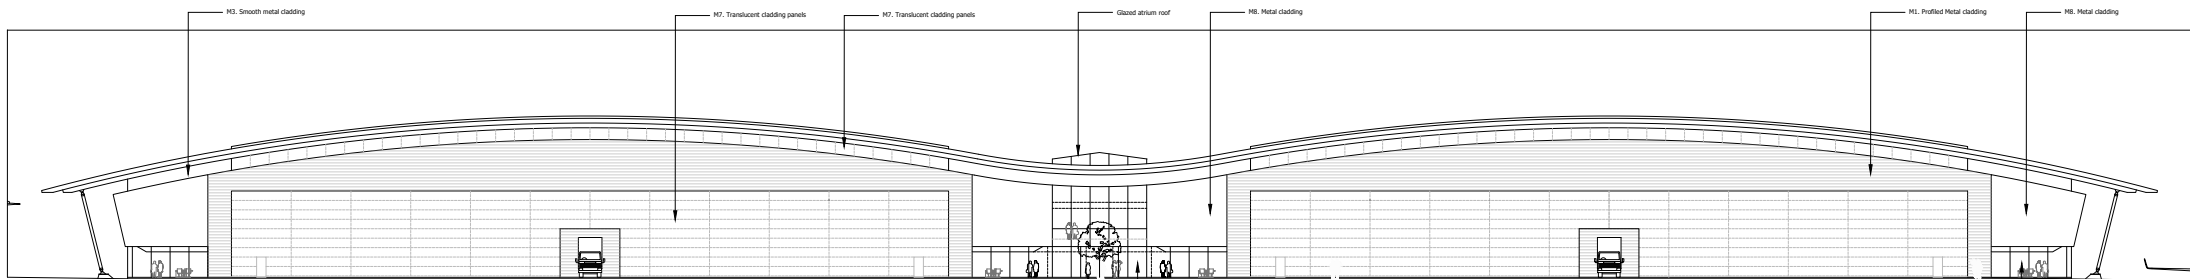 M3. Smooth metal cladding
M7. Translucent cladding panels
M7. Translucent cladding panels
Glazed atrium roof
M8. Metal cladding
M1. Profiled Metal cladding
M8. Metal cladding